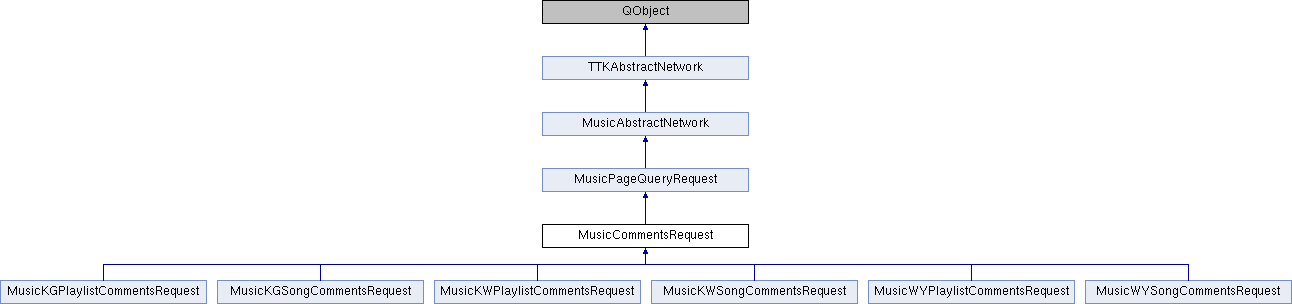 QObject
TTKAbstractNetwork
MusicAbstractNetwork
MusicPageQueryRequest
MusicCommentsRequest
MusicKGPlaylistCommentsRequest
MusicKGSongCommentsRequest
MusicKWPlaylistCommentsRequest
MusicKWSongCommentsRequest
MusicWYPlaylistCommentsRequest
MusicWYSongCommentsRequest